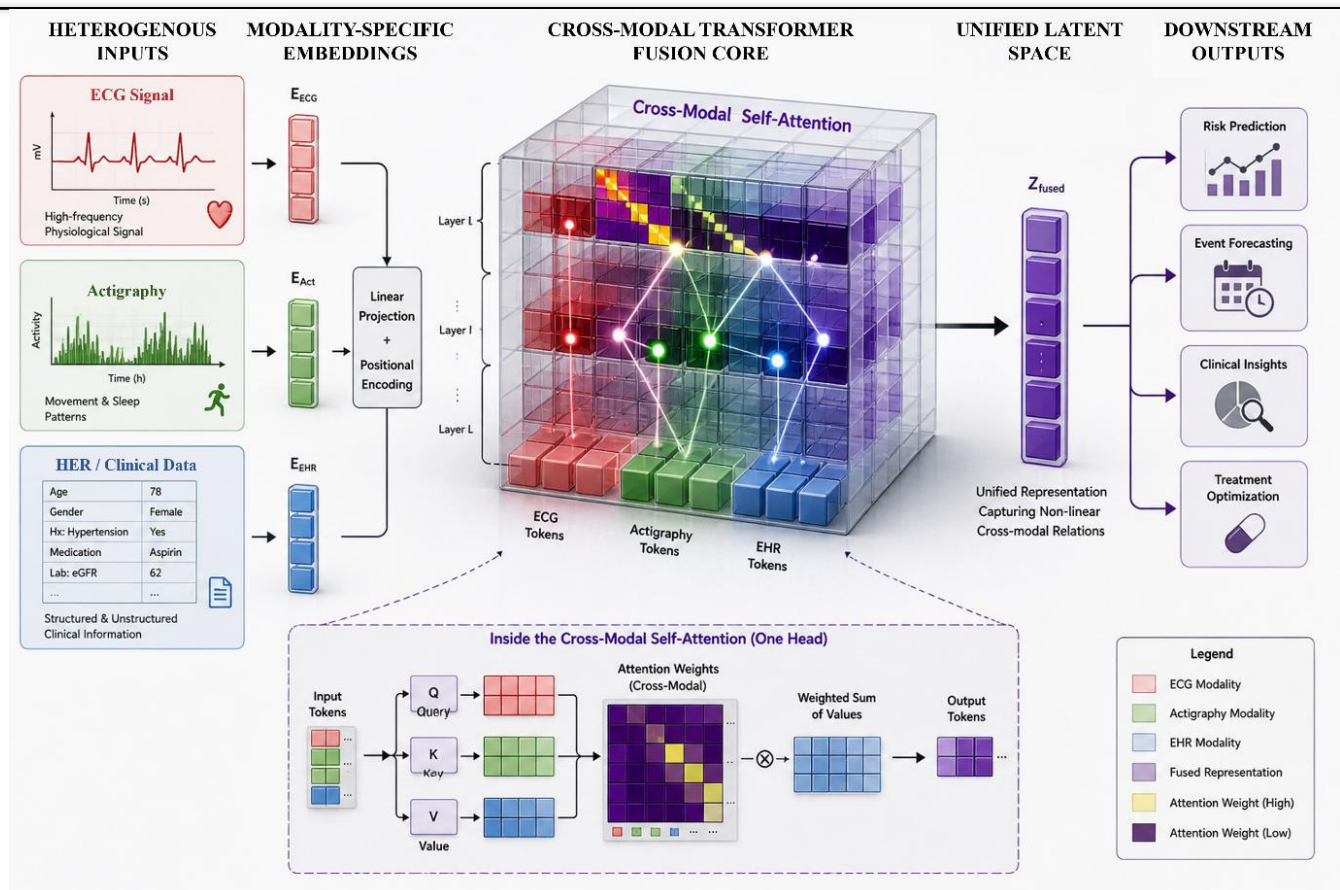 HETEROGENOUS
INPUTS
MODALITY-SPECIFIC
EMBEDDINGS
CROSS-MODAL TRANSFORMER
FUSION CORE
UNIFIED LATENT
SPACE
DOWNSTREAM
OUTPUTS
ECG Signal
mV
Time (s)
High-frequency
Physiological Signal
Actigraphy
Activity
Time (h)
Movement & Sleep
Patterns
HER / Clinical Data
Age 78
Gender Female
Hx: Hypertension Yes
Medication Aspirin
Lab: eGFR 62
... ...
Structured & Unstructured
Clinical Information
E_ECG
E_Act
E_EHR
Linear
Projection
+
Positional
Encoding
Cross-Modal Self-Attention
Layer L
Layer l
Layer L
ECG
Tokens
Actigraphy
Tokens
EHR
Tokens
Z_fused
Unified Representation
Capturing Non-linear
Cross-modal Relations
Risk Prediction
Event Forecasting
Clinical Insights
Treatment
Optimization
Inside the Cross-Modal Self-Attention (One Head)
Input
Tokens
... 
...
...
...
Q
Query
K
Key
V
Value
Attention Weights
(Cross-Modal)
...
...
...
... ...
Weighted Sum
of Values
Output
Tokens
...
Legend
ECG Modality
Actigraphy Modality
EHR Modality
Fused Representation
Attention Weight (High)
Attention Weight (Low)